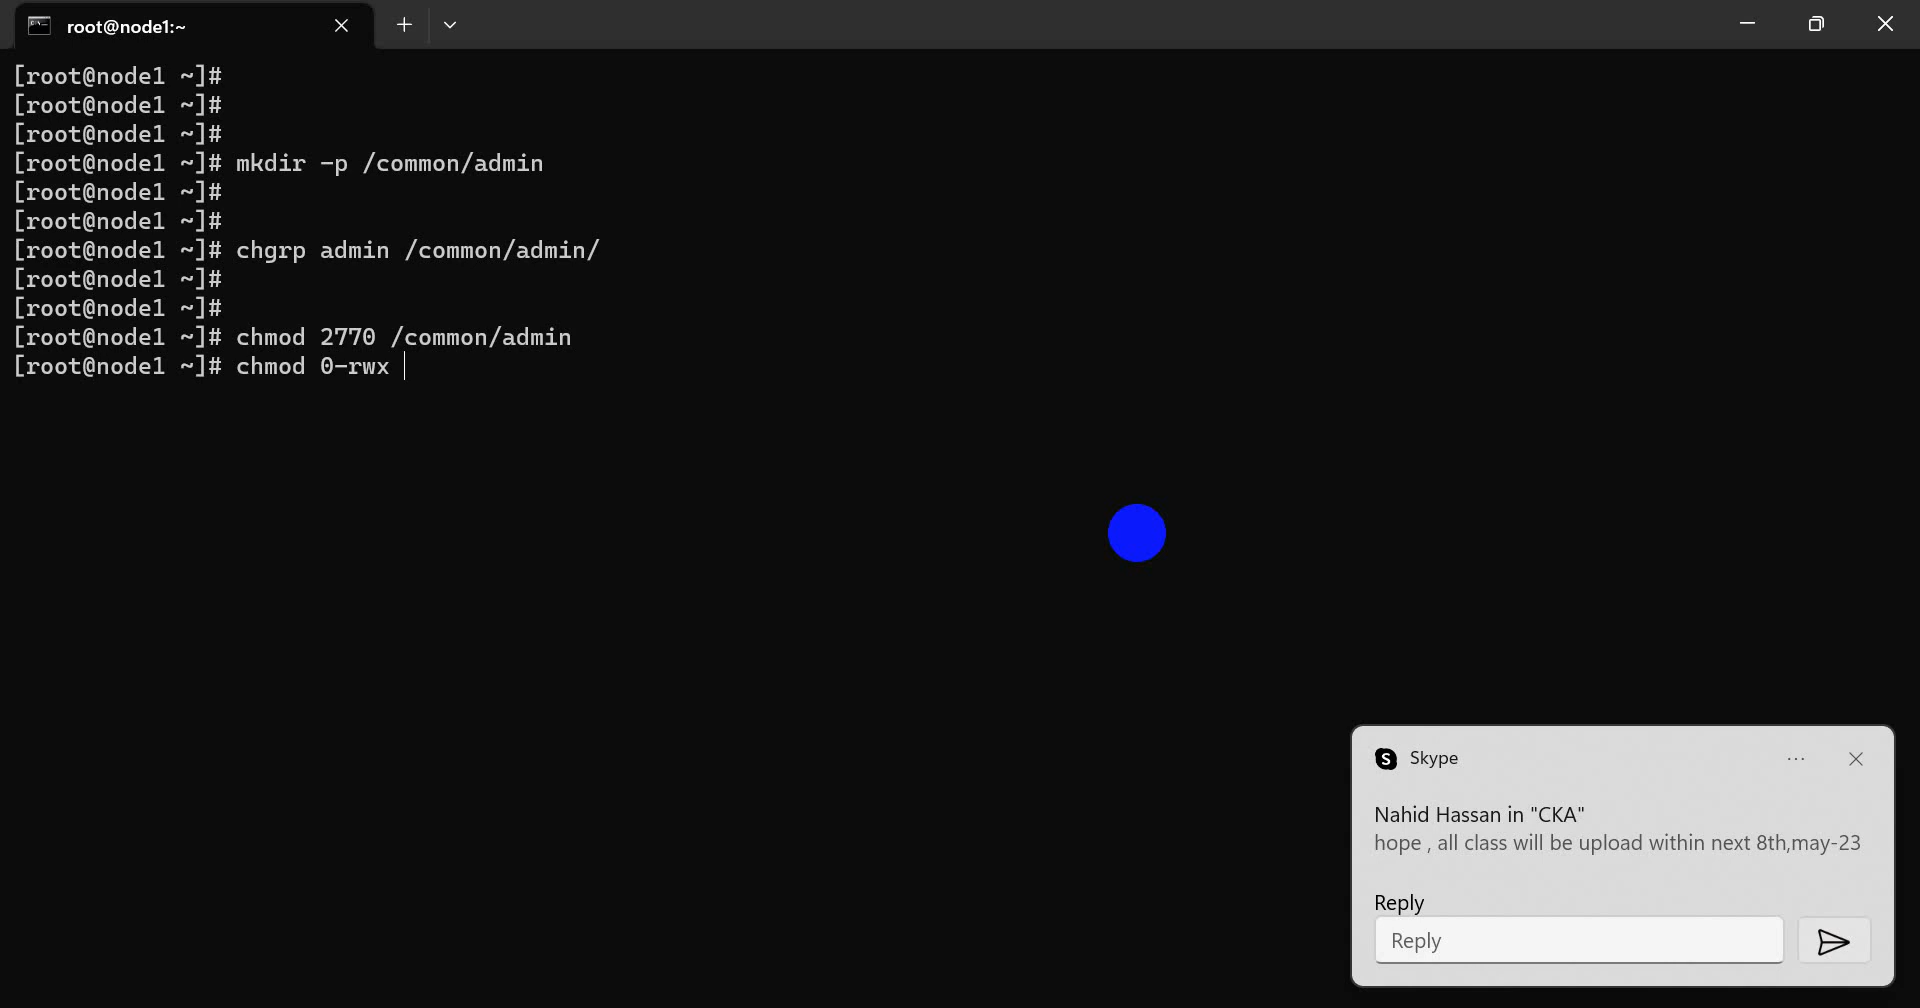 root@node1:~
[root@node1 ~]#
[root@node1 ~]#
[root@node1 ~]#
[root@node1 ~]# mkdir -p /common/admin
[root@node1 ~]#
[root@node1 ~]#
[root@node1 ~]# chgrp admin /common/admin/
[root@node1 ~]#
[root@node1 ~]#
[root@node1 ~]# chmod 2770 /common/admin
[root@node1 ~]# chmod 0-rwx
Skype
Nahid Hassan in "CKA"
hope , all class will be upload within next 8th,may-23
Reply
Reply